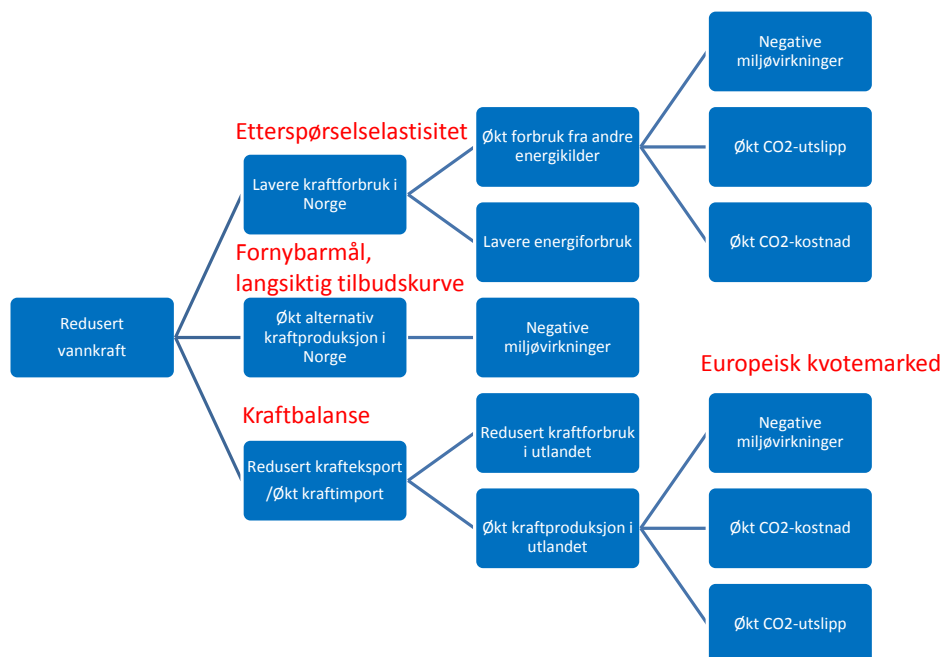 Negative
miljøvirkninger
Etterspørselselastisitet
Økt forbruk fra andre
energikilder
Økt CO2-utslipp
Lavere kraftforbruk i
Norge
Lavere energiforbruk
Økt CO2-kostnad
Fornybarmål,
langsiktig tilbudskurve
Redusert
vannkraft
Økt alternativ
kraftproduksjon i
Norge
Negative
miljøvirkninger
Europeisk kvotemarked
Kraftbalanse
Redusert kraftforbruk
i utlandet
Negative
miljøvirkninger
Redusert krafteksport
/Økt kraftimport
Økt kraftproduksjon i
utlandet
Økt CO2-kostnad
Økt CO2-utslipp